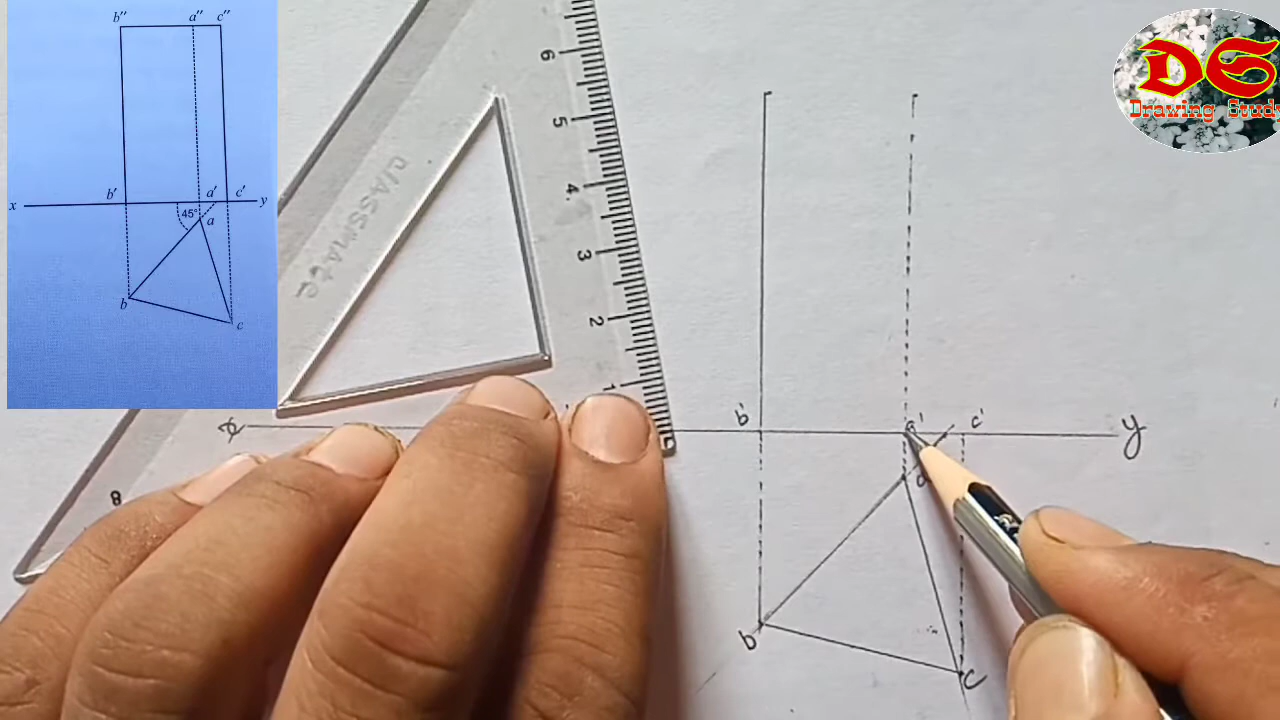 b" a" c"
b' a' c'
x y
45°
a
b
c
DS
Drawing Study
6
5
4
3
2
1
classmate
8
b' a' c'
x y
a
b
c